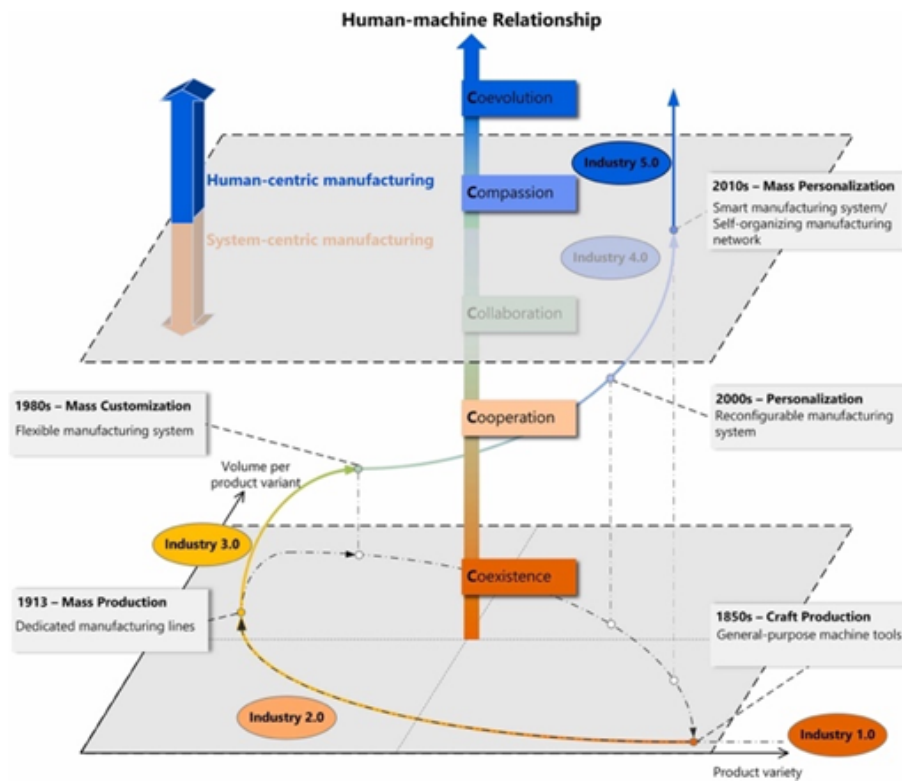 Human-machine Relationship
Coevolution
Industry 5.0
Human-centric manufacturing
Compassion
2010s – Mass Personalization
Smart manufacturing system/
Self-organizing manufacturing
network
System-centric manufacturing
Industry 4.0
Collaboration
1980s – Mass Customization
Flexible manufacturing system
Cooperation
2000s – Personalization
Reconfigurable manufacturing
system
Volume per
product variant
Industry 3.0
Coexistence
1913 – Mass Production
Dedicated manufacturing lines
1850s – Craft Production
General-purpose machine tools
Industry 2.0
Industry 1.0
Product variety